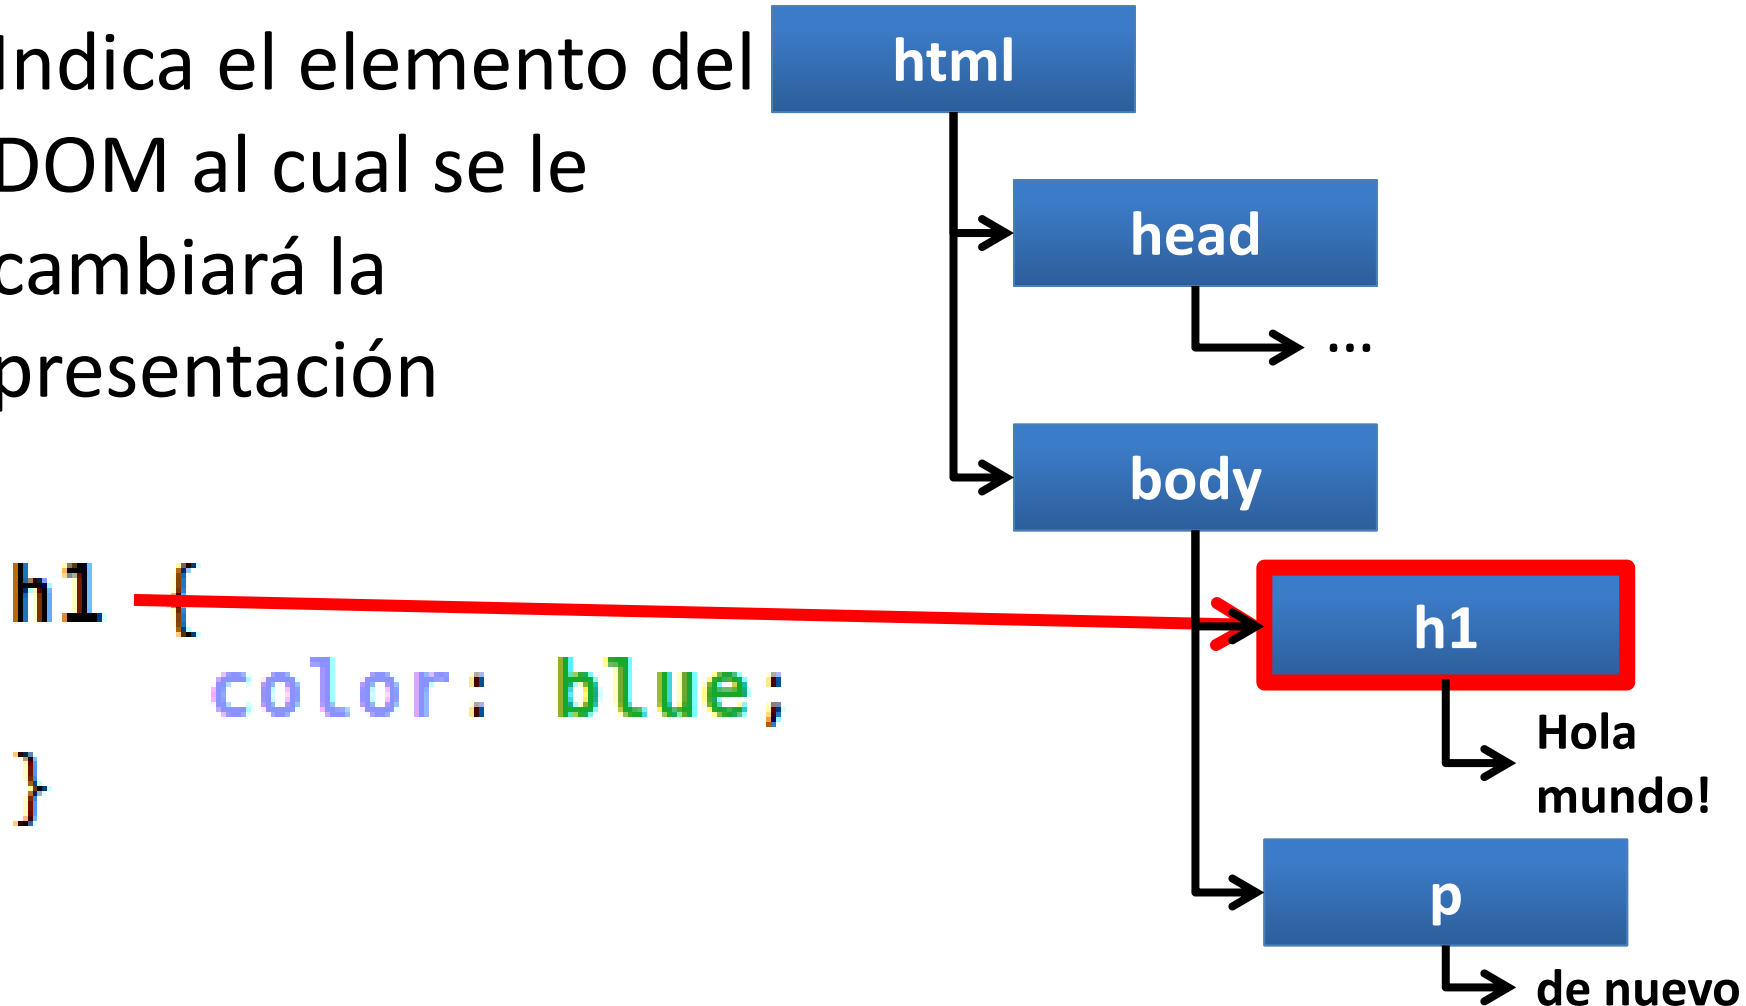 Indica el elemento del
DOM al cual se le
cambiará la
presentación
h1 {
color: blue;
}
html
head
...
body
h1
Hola
mundo!
p
de nuevo